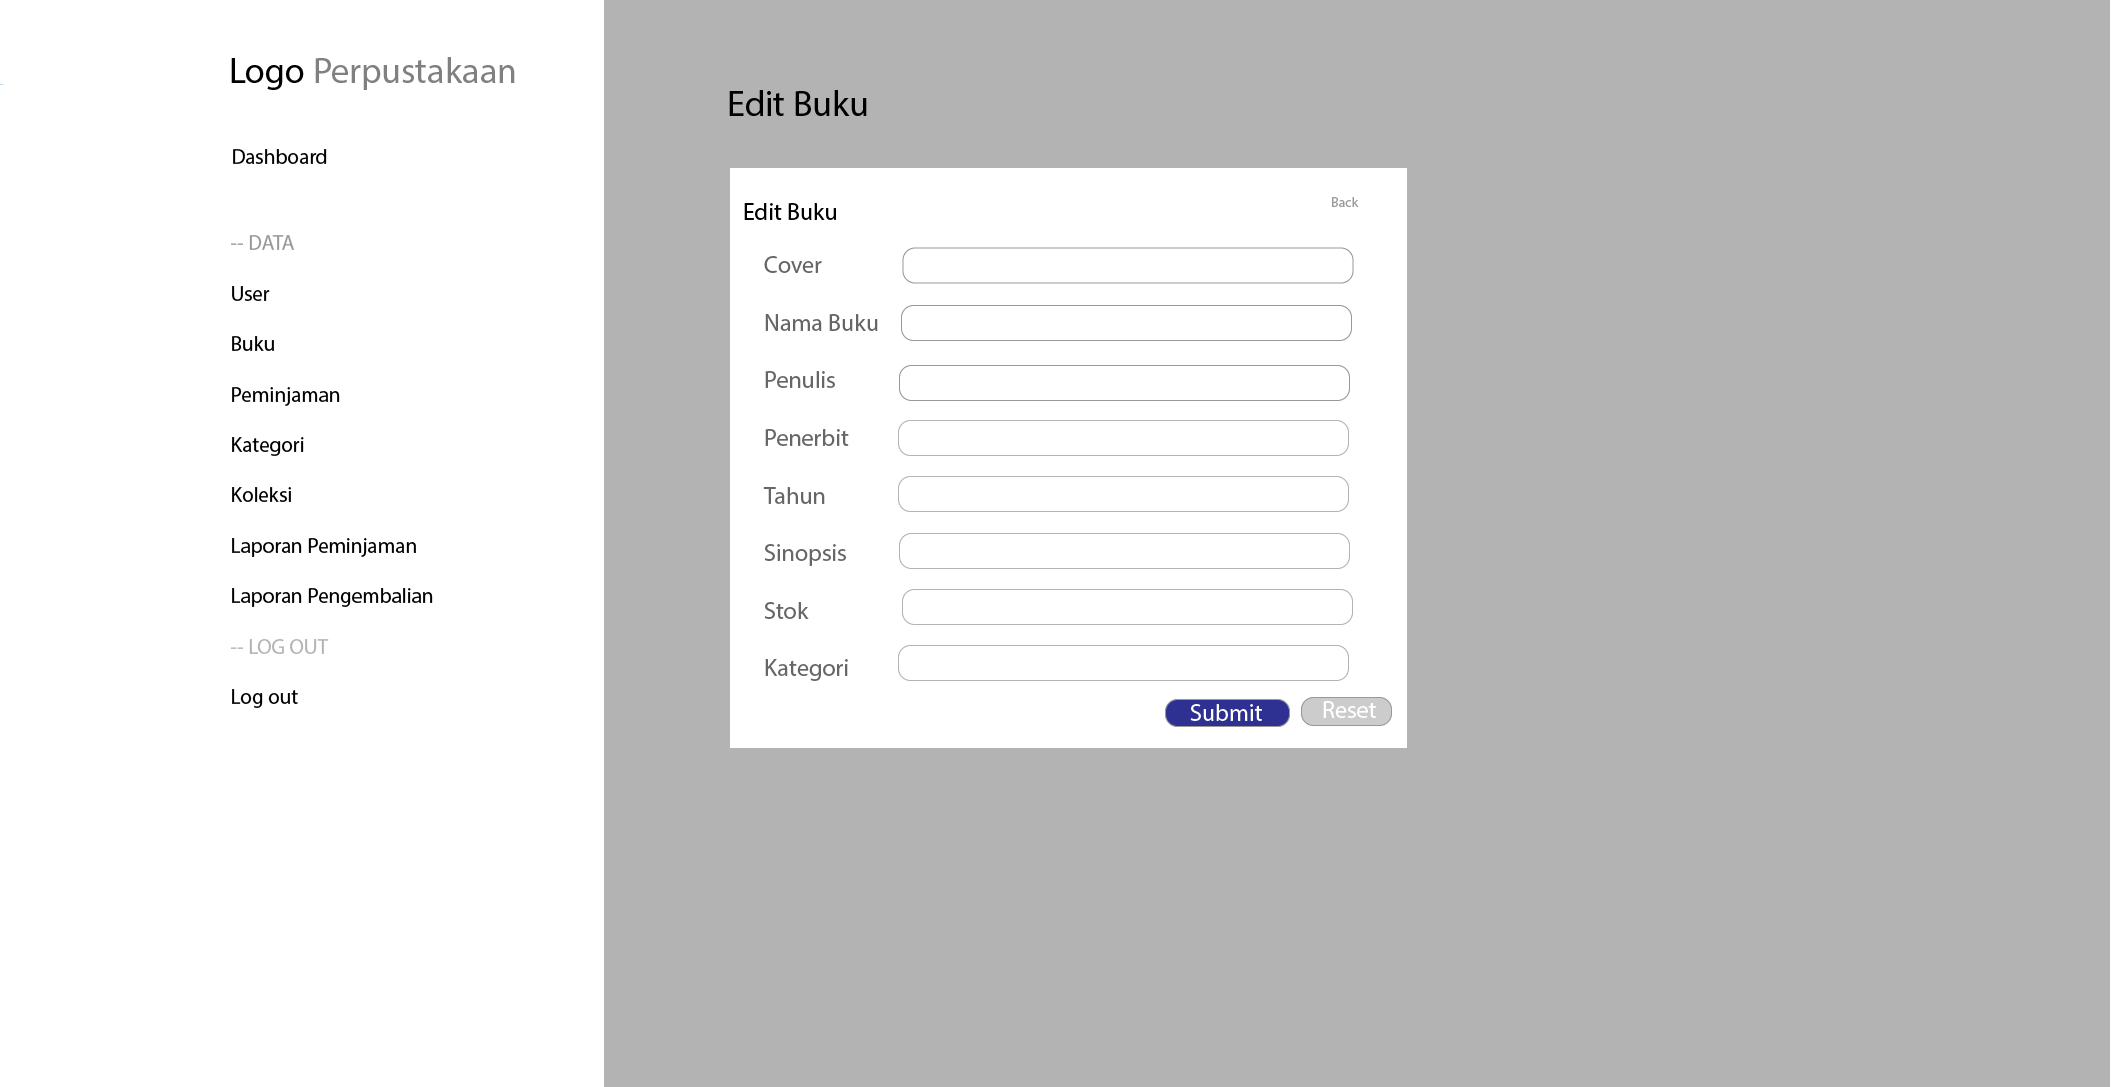 Logo Perpustakaan
Dashboard
-- DATA
User
Buku
Peminjaman
Kategori
Koleksi
Laporan Peminjaman
Laporan Pengembalian
-- LOG OUT
Log out
Edit Buku
Edit Buku
Back
Cover
Nama Buku
Penulis
Penerbit
Tahun
Sinopsis
Stok
Kategori
Submit
Reset